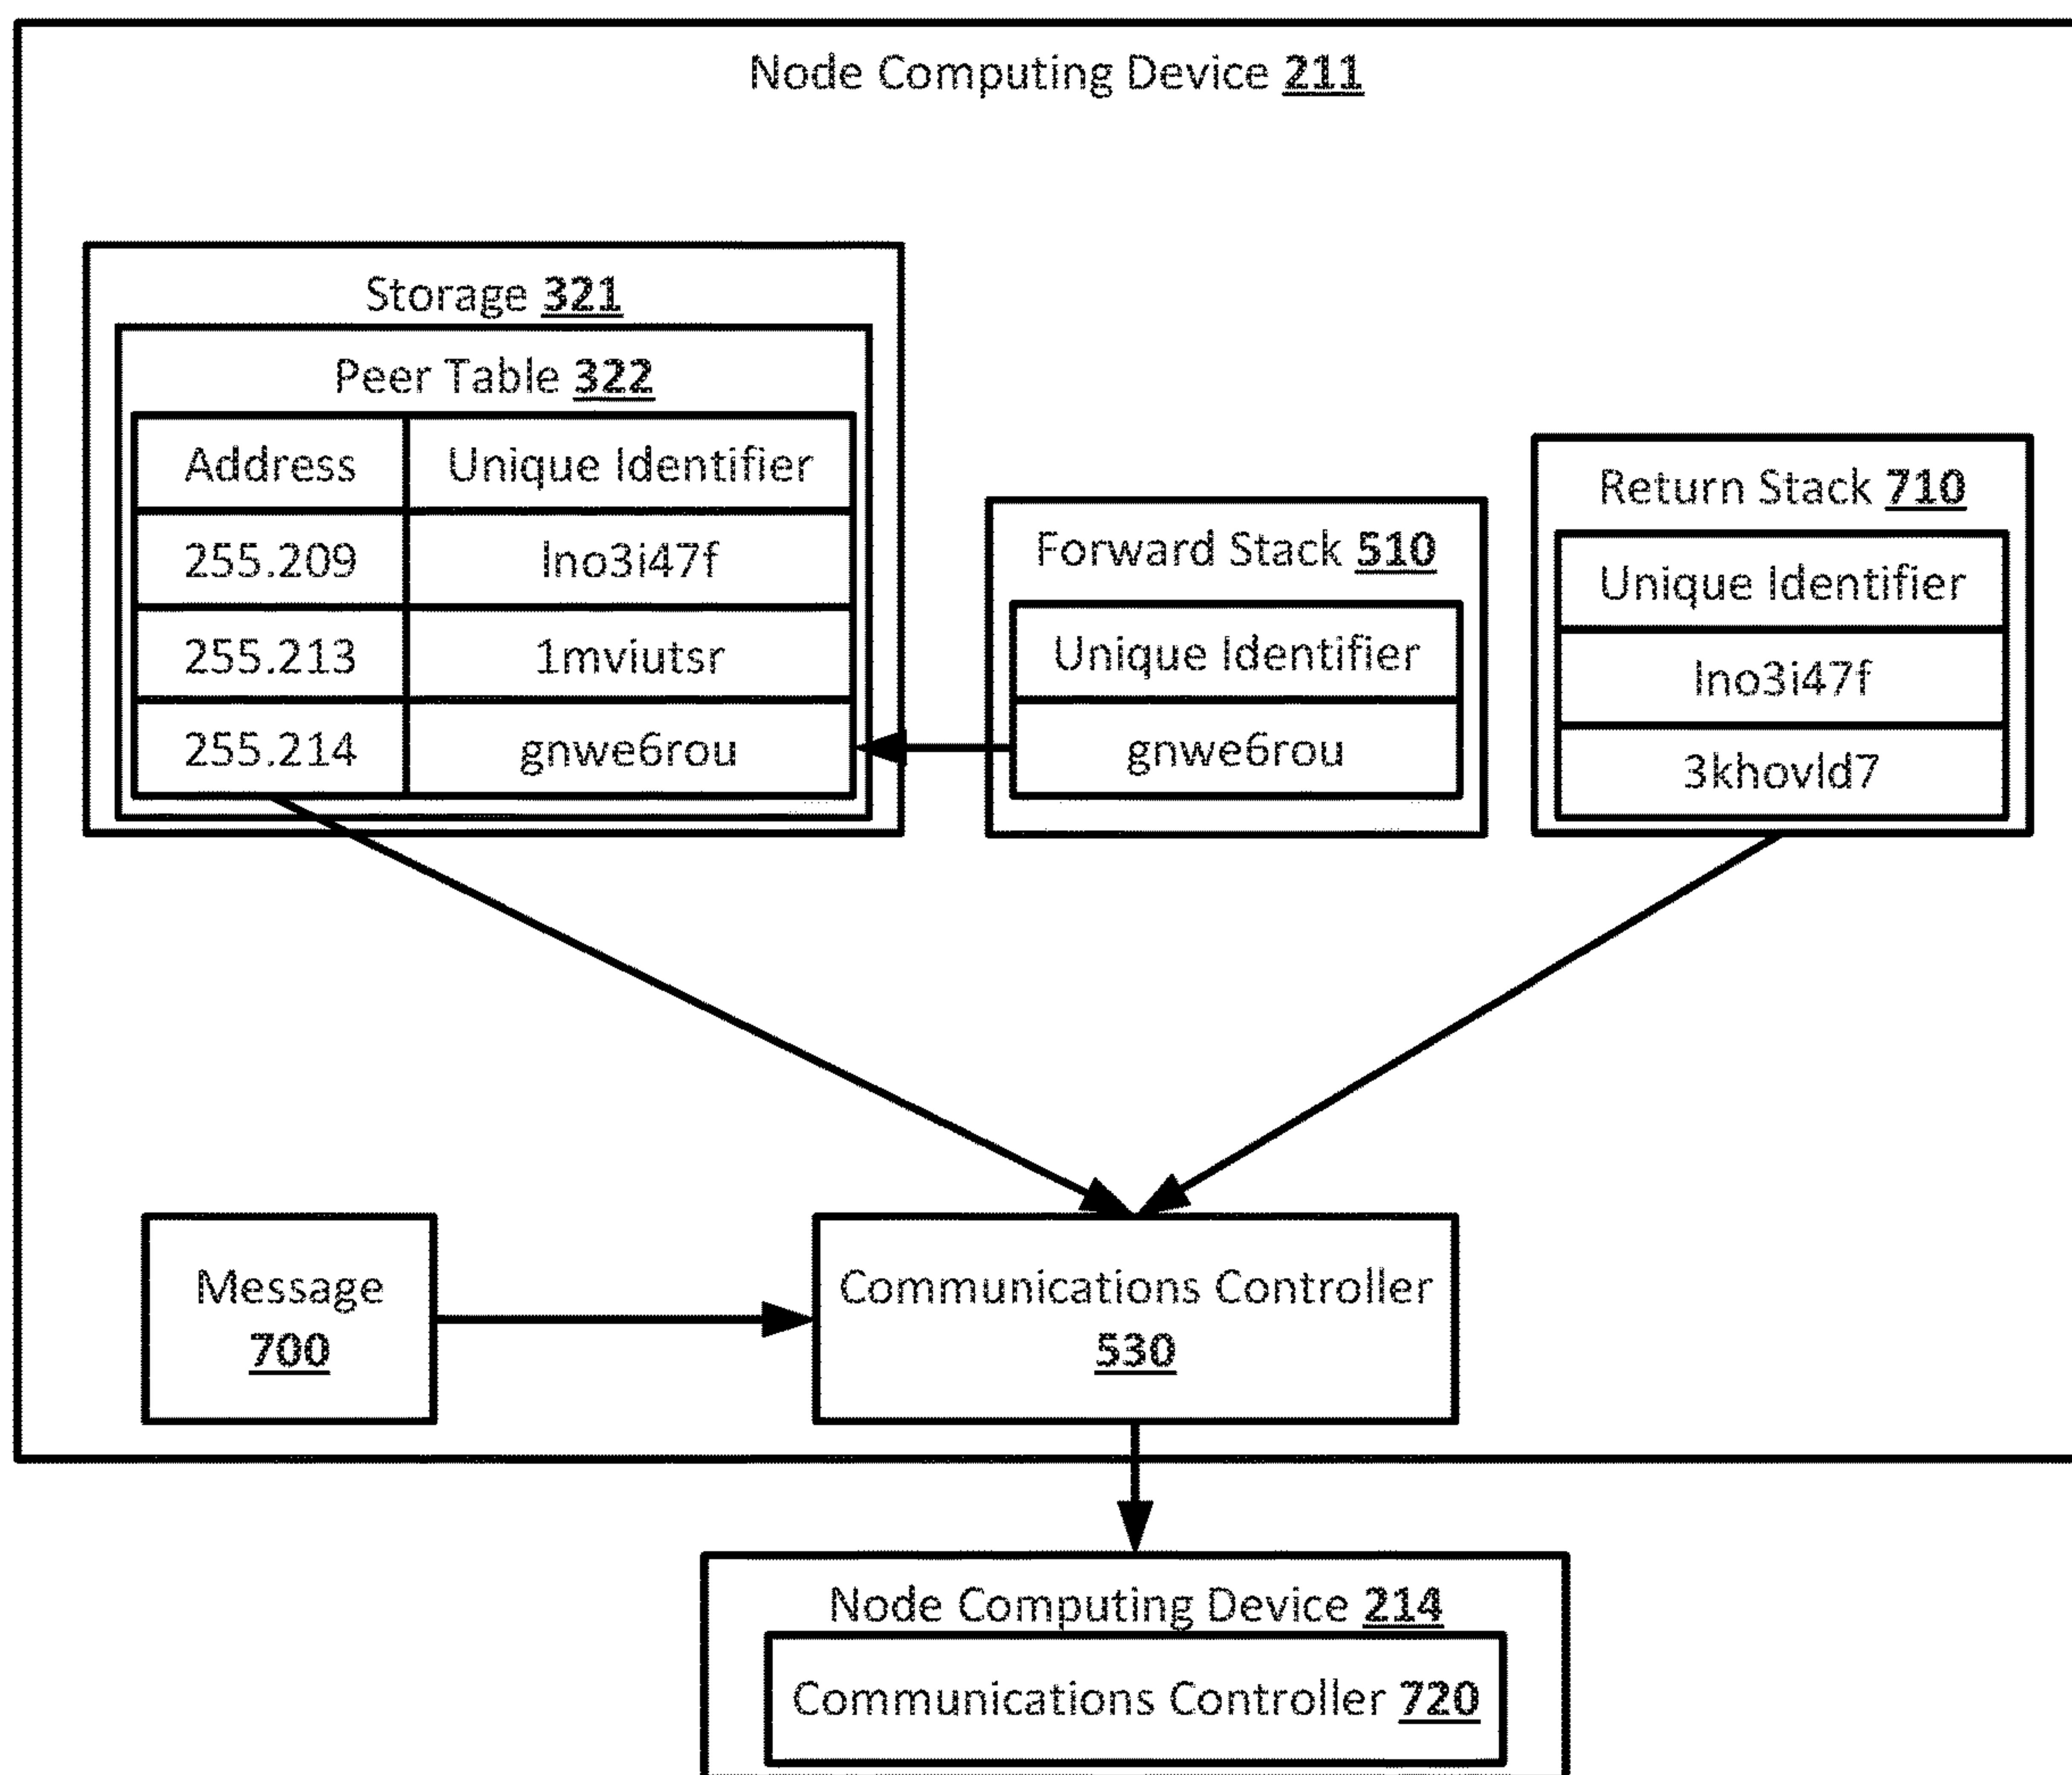 Node Computing Device 211
Storage 321
Peer Table 322
Address Unique Identifier
255.209 lno3i47f
255.213 1mviutsr
255.214 gnwe6rou
Forward Stack 510
Unique Identifier
gnwe6rou
Return Stack 710
Unique Identifier
lno3i47f
3khovld7
Message
700
Communications Controller
530
Node Computing Device 214
Communications Controller 720